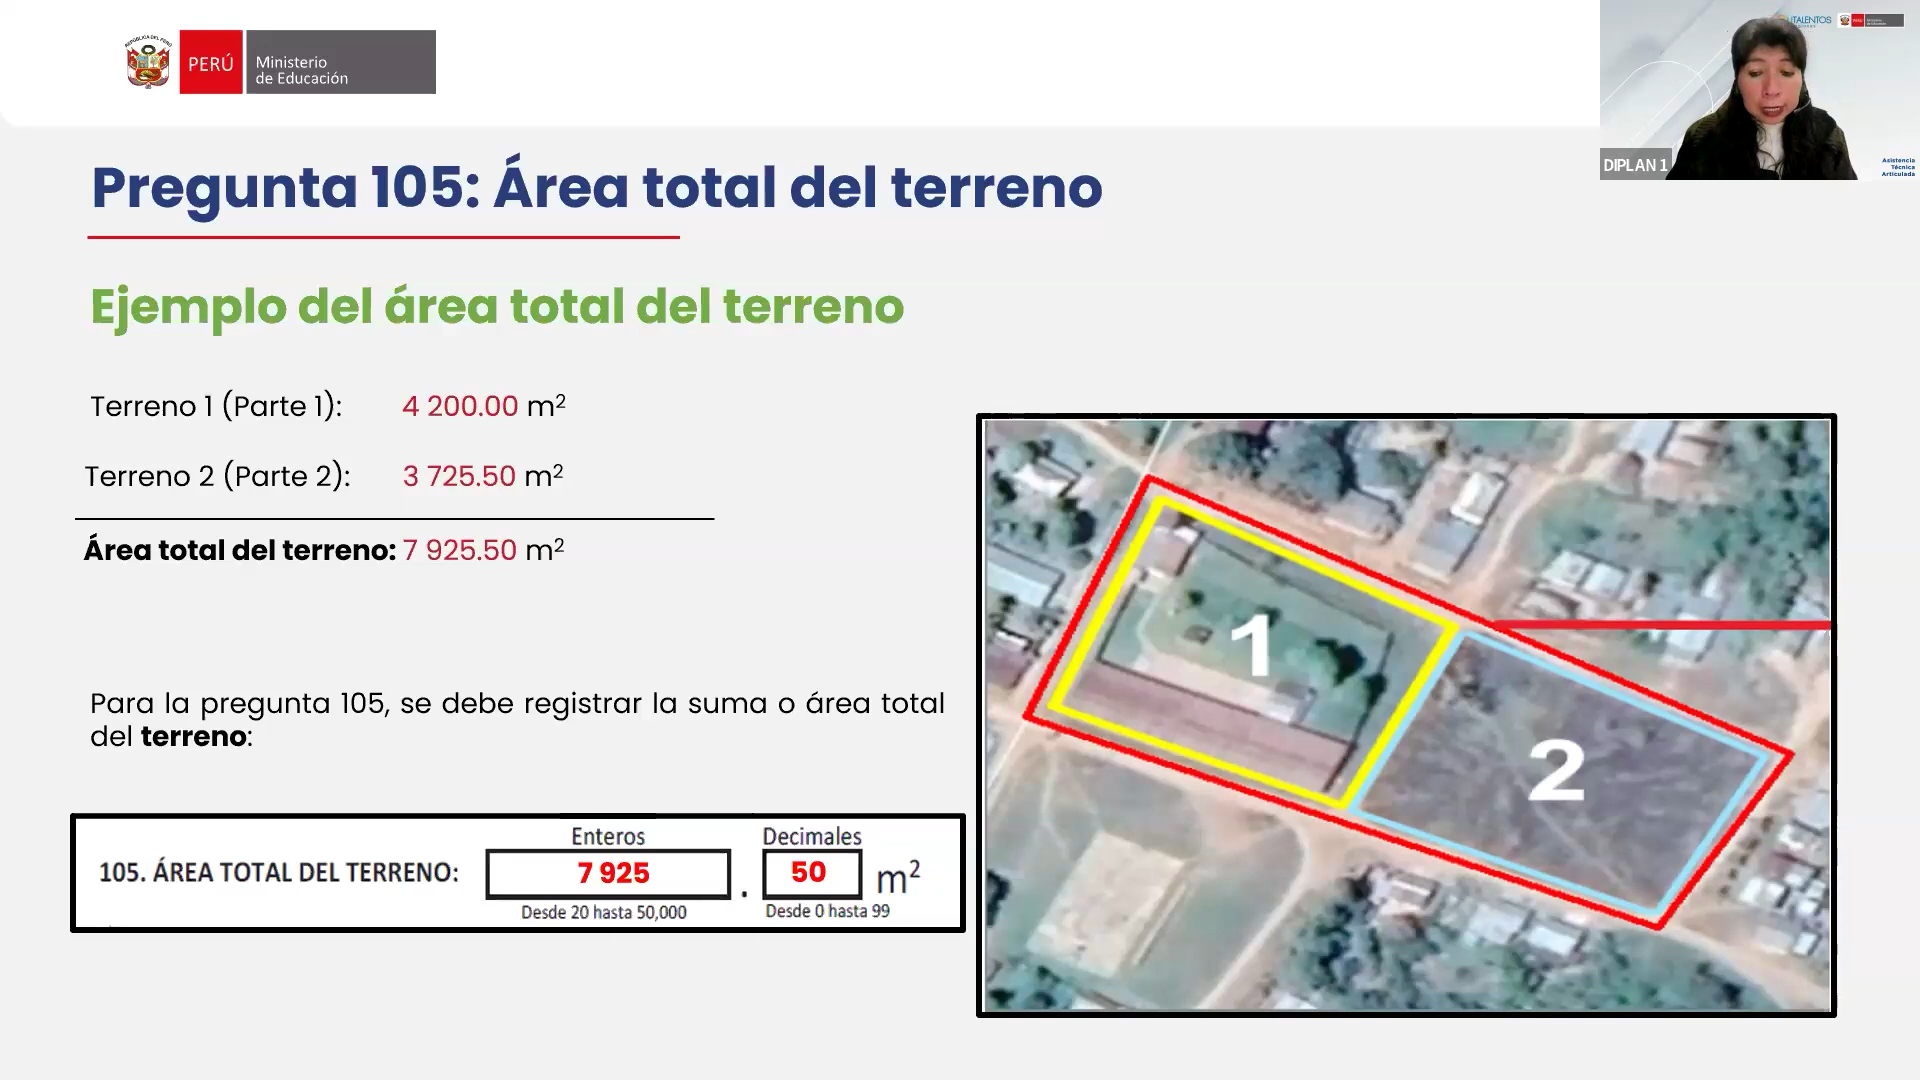 PERÚ
Ministerio
de Educación
DIPLAN 1
Asistencia
Técnica
Articulada
Pregunta 105: Área total del terreno
Ejemplo del área total del terreno
Terreno 1 (Parte 1): 4 200.00 m²
Terreno 2 (Parte 2): 3 725.50 m²
Área total del terreno: 7 925.50 m²
Para la pregunta 105, se debe registrar la suma o área total
del terreno:
Enteros Decimales
105. ÁREA TOTAL DEL TERRENO: 7 925 . 50 m²
Desde 20 hasta 50,000 Desde 0 hasta 99
1
2